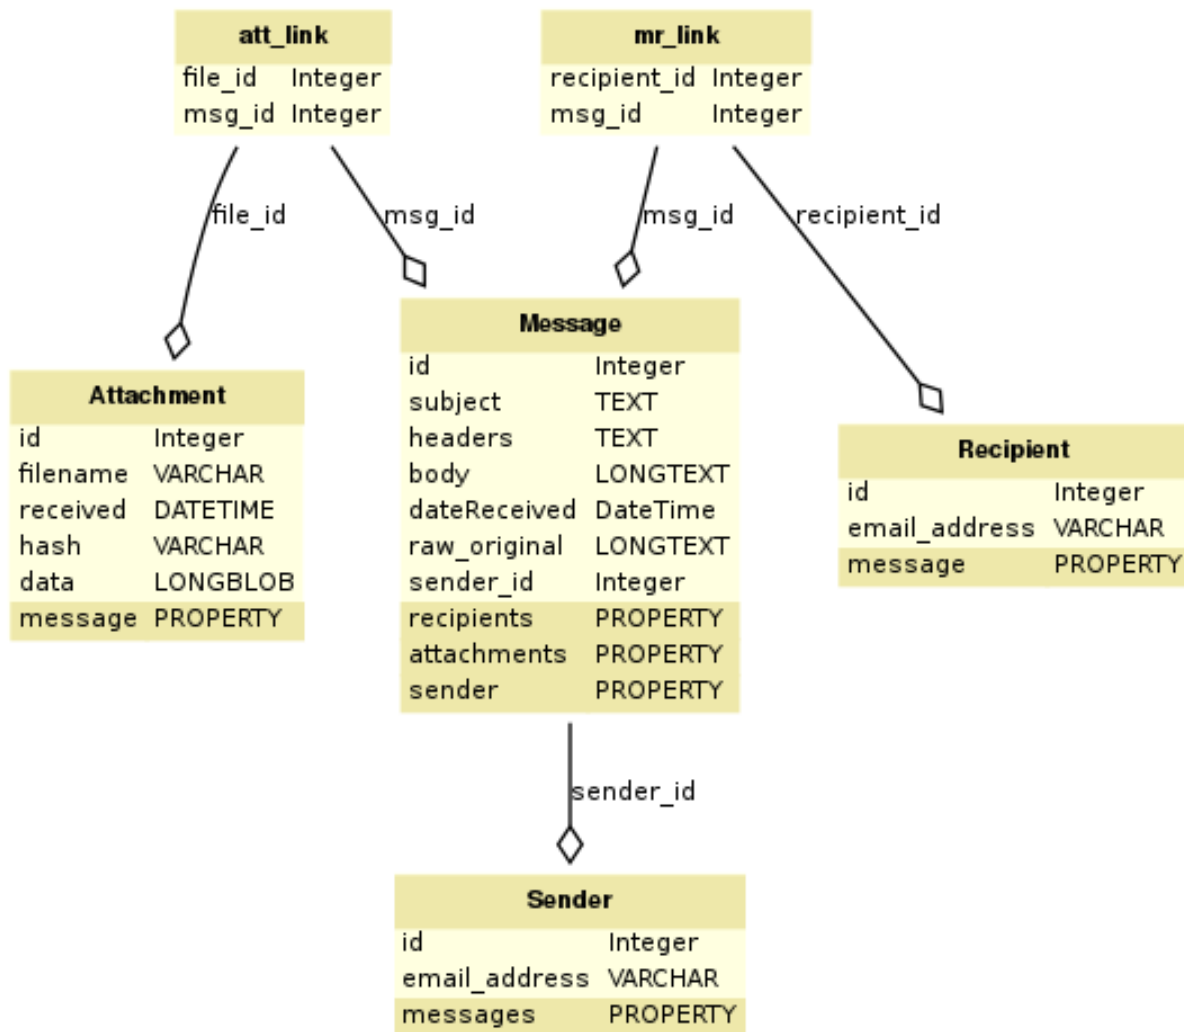 att_link
file_id Integer
msg_id Integer
mr_link
recipient_id Integer
msg_id Integer
file_id
msg_id
msg_id
recipient_id
Message
id Integer
subject TEXT
headers TEXT
body LONGTEXT
dateReceived DateTime
raw_original LONGTEXT
sender_id Integer
recipients PROPERTY
attachments PROPERTY
sender PROPERTY
Attachment
id Integer
filename VARCHAR
received DATETIME
hash VARCHAR
data LONGBLOB
message PROPERTY
Recipient
id Integer
email_address VARCHAR
message PROPERTY
sender_id
Sender
id Integer
email_address VARCHAR
messages PROPERTY